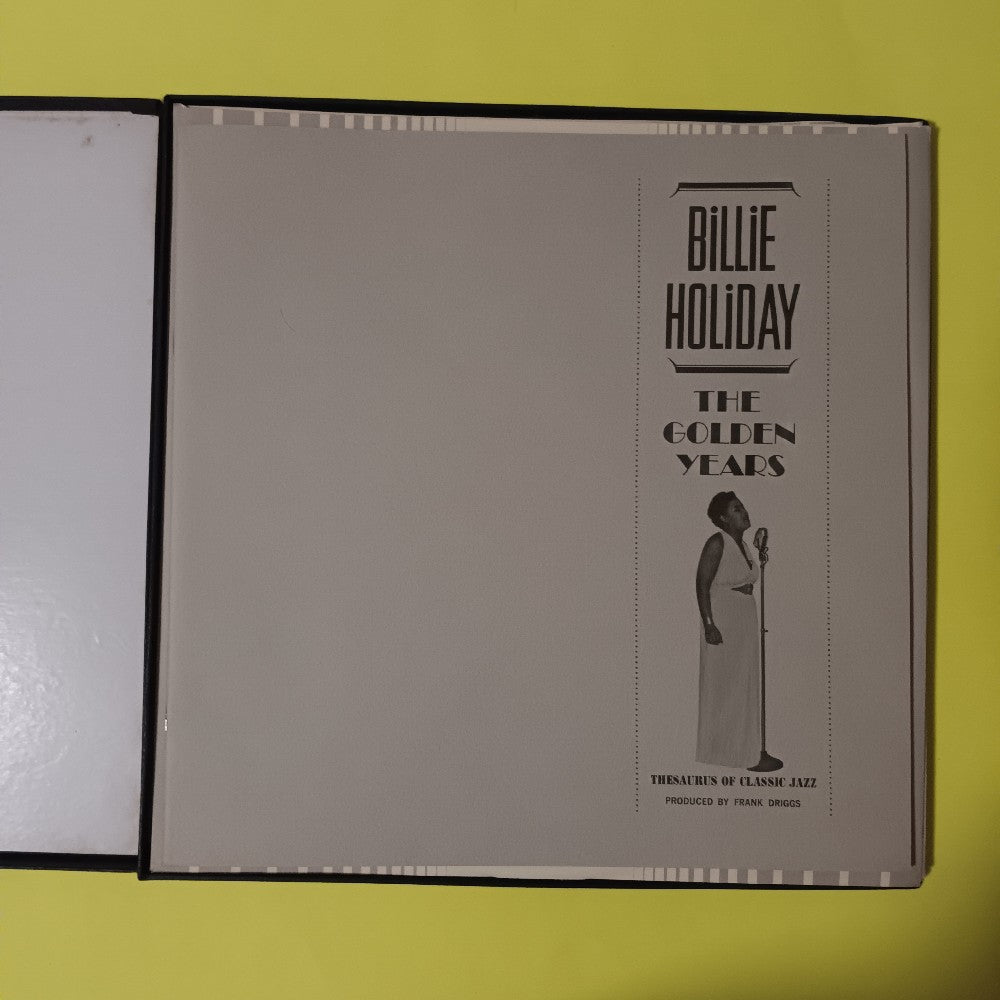 BiLLiE
HOLiDAY
THE
GOLDEN
YEARS
THESAURUS OF CLASSIC JAZZ
PRODUCED BY FRANK DRIGGS